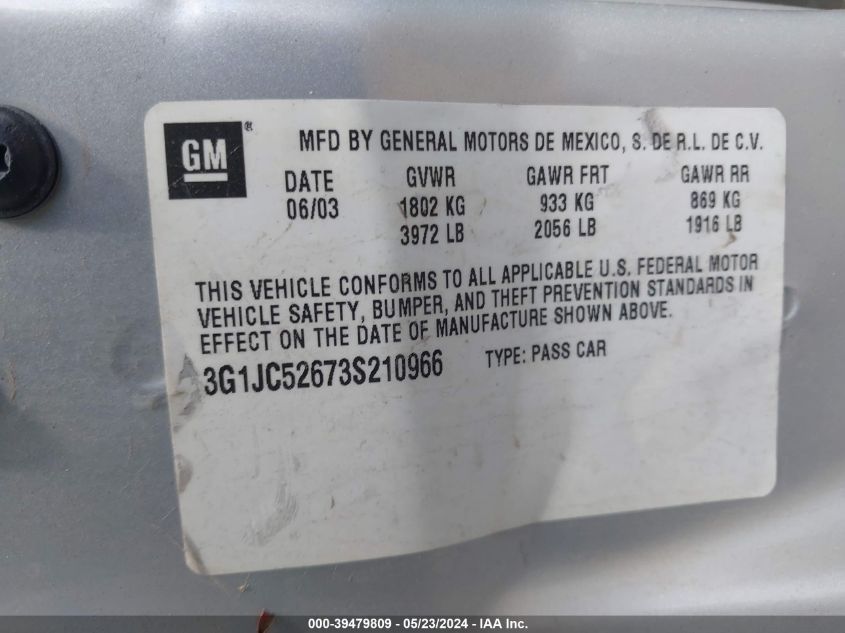 GM ®
MFD BY GENERAL MOTORS DE MEXICO, S. DE R.L. DE C.V.
DATE GVWR GAWR FRT GAWR RR
06/03 1802 KG 933 KG 869 KG
3972 LB 2056 LB 1916 LB
THIS VEHICLE CONFORMS TO ALL APPLICABLE U.S. FEDERAL MOTOR
VEHICLE SAFETY, BUMPER, AND THEFT PREVENTION STANDARDS IN
EFFECT ON THE DATE OF MANUFACTURE SHOWN ABOVE.
3G1JC52673S210966 TYPE: PASS CAR
000-39479809 - 05/23/2024 - IAA Inc.